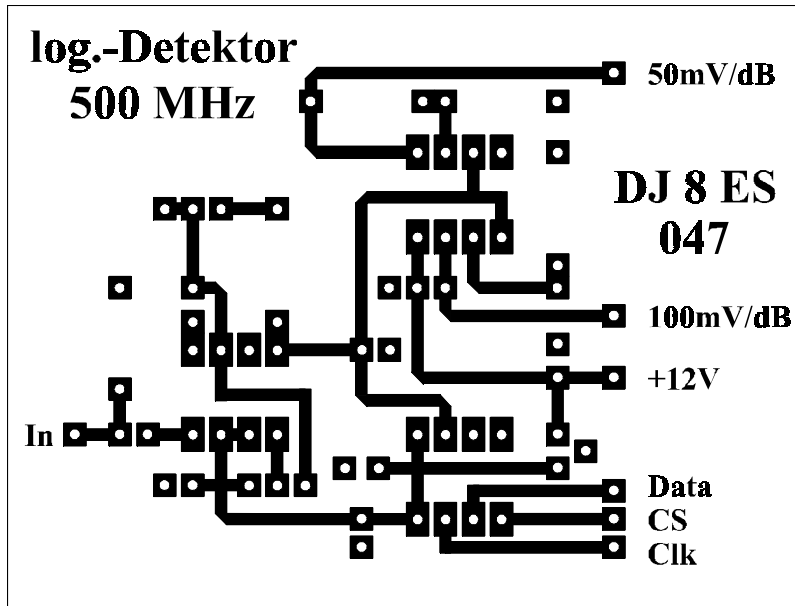 log.-Detektor
500 MHz
50mV/dB
DJ 8 ES
047
100mV/dB
+12V
In
Data
CS
Clk